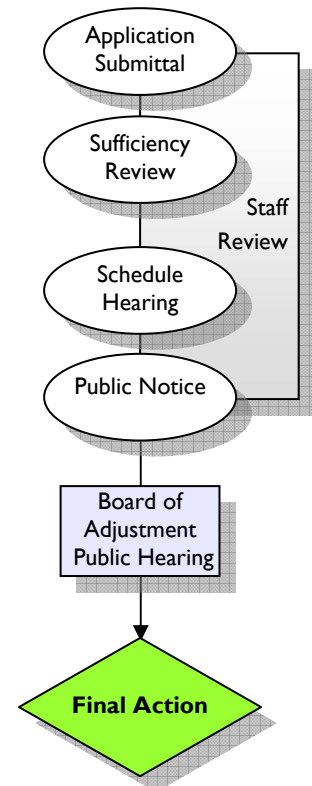 Application
Submittal
Sufficiency
Review
Staff
Review
Schedule
Hearing
Public Notice
Board of
Adjustment
Public Hearing
Final Action